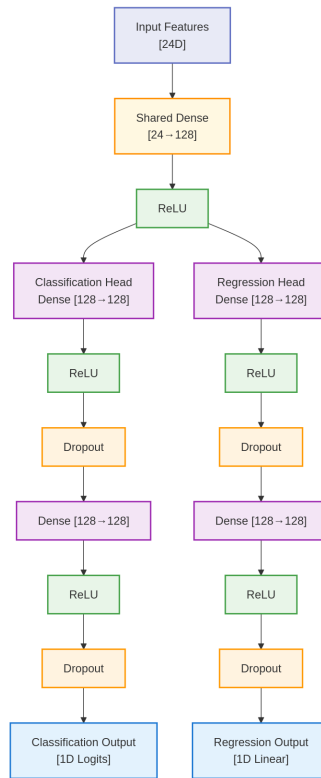 Input Features
[24D]
Shared Dense
[24→128]
ReLU
Classification Head
Dense [128→128]
Regression Head
Dense [128→128]
ReLU
ReLU
Dropout
Dropout
Dense [128→128]
Dense [128→128]
ReLU
ReLU
Dropout
Dropout
Classification Output
[1D Logits]
Regression Output
[1D Linear]